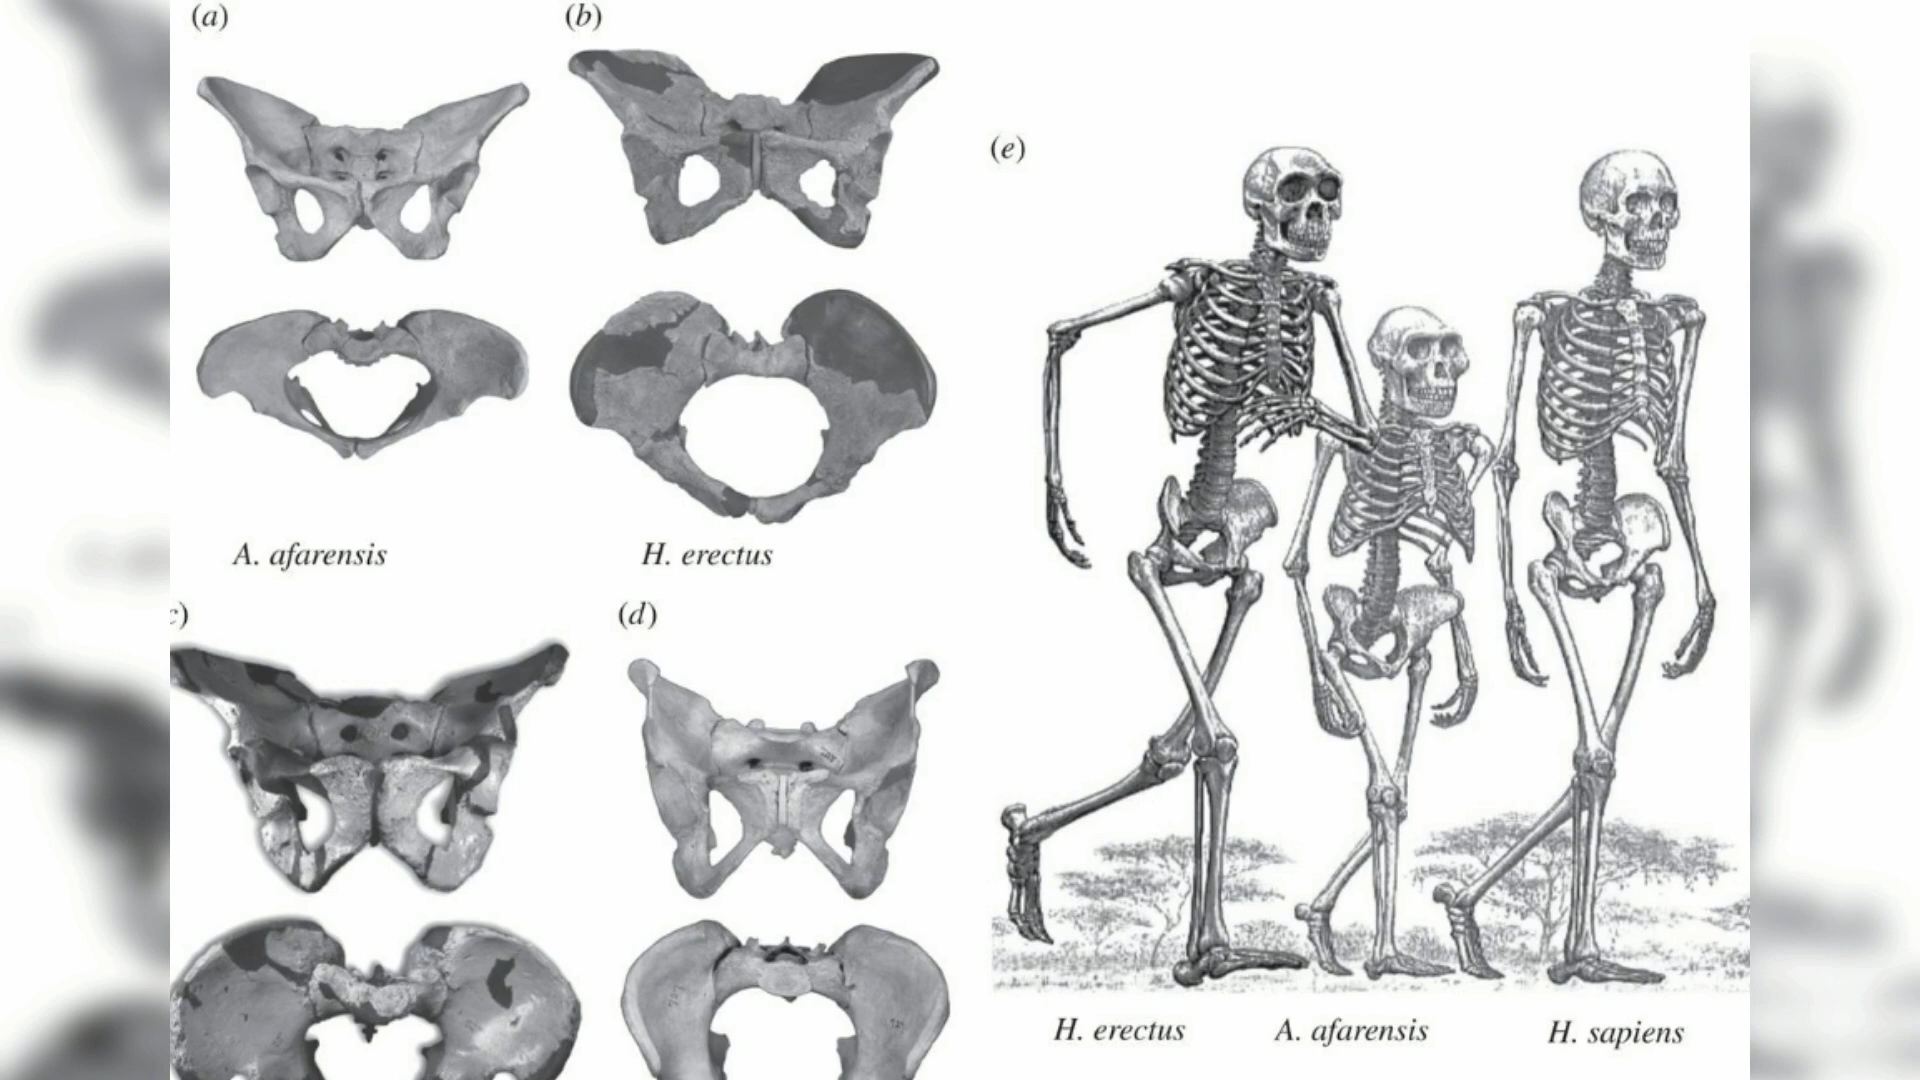 (a)
(b)
A. afarensis
H. erectus
c)
(d)
(e)
H. erectus
A. afarensis
H. sapiens